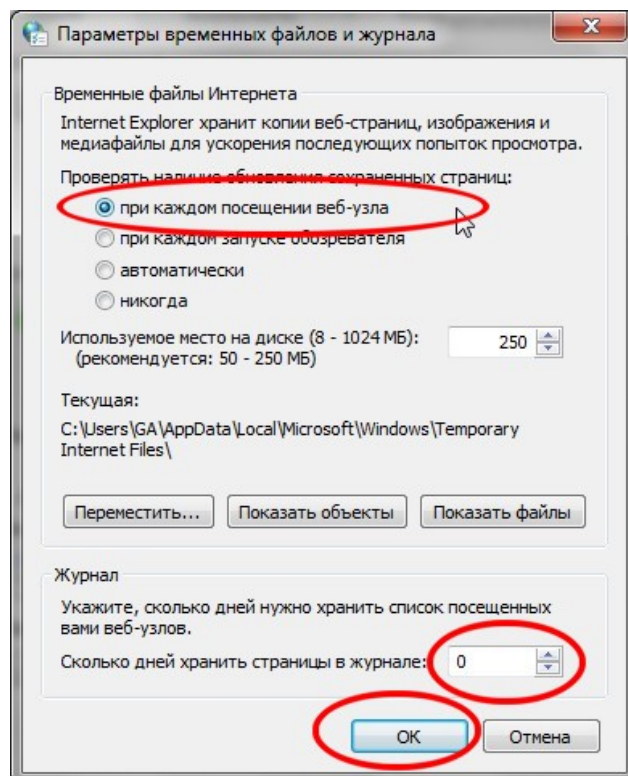 Параметры временных файлов и журнала
Временные файлы Интернета
Internet Explorer хранит копии веб-страниц, изображения и
медиафайлы для ускорения последующих попыток просмотра.
Проверять наличие обновления сохраненных страниц:
при каждом посещении веб-узла
при каждом запуске обозревателя
автоматически
никогда
Используемое место на диске (8 - 1024 МБ): 250
(рекомендуется: 50 - 250 МБ)
Текущая:
C:\Users\GA\AppData\Local\Microsoft\Windows\Temporary
Internet Files\
Переместить... Показать объекты Показать файлы
Журнал
Укажите, сколько дней нужно хранить список посещенных
вами веб-узлов.
Сколько дней хранить страницы в журнале: 0
ОК Отмена